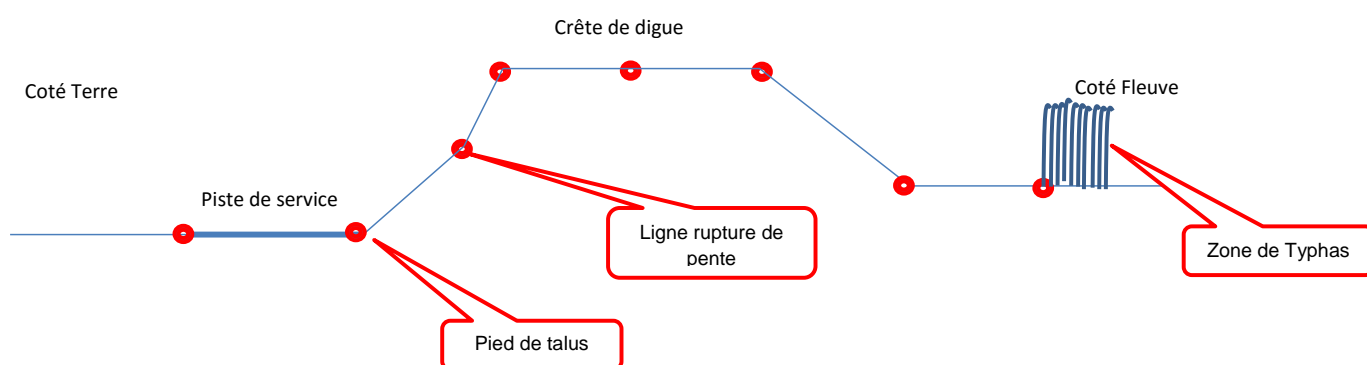 Crête de digue
Coté Terre
Coté Fleuve
Piste de service
Ligne rupture de
pente
Zone de Typhas
Pied de talus